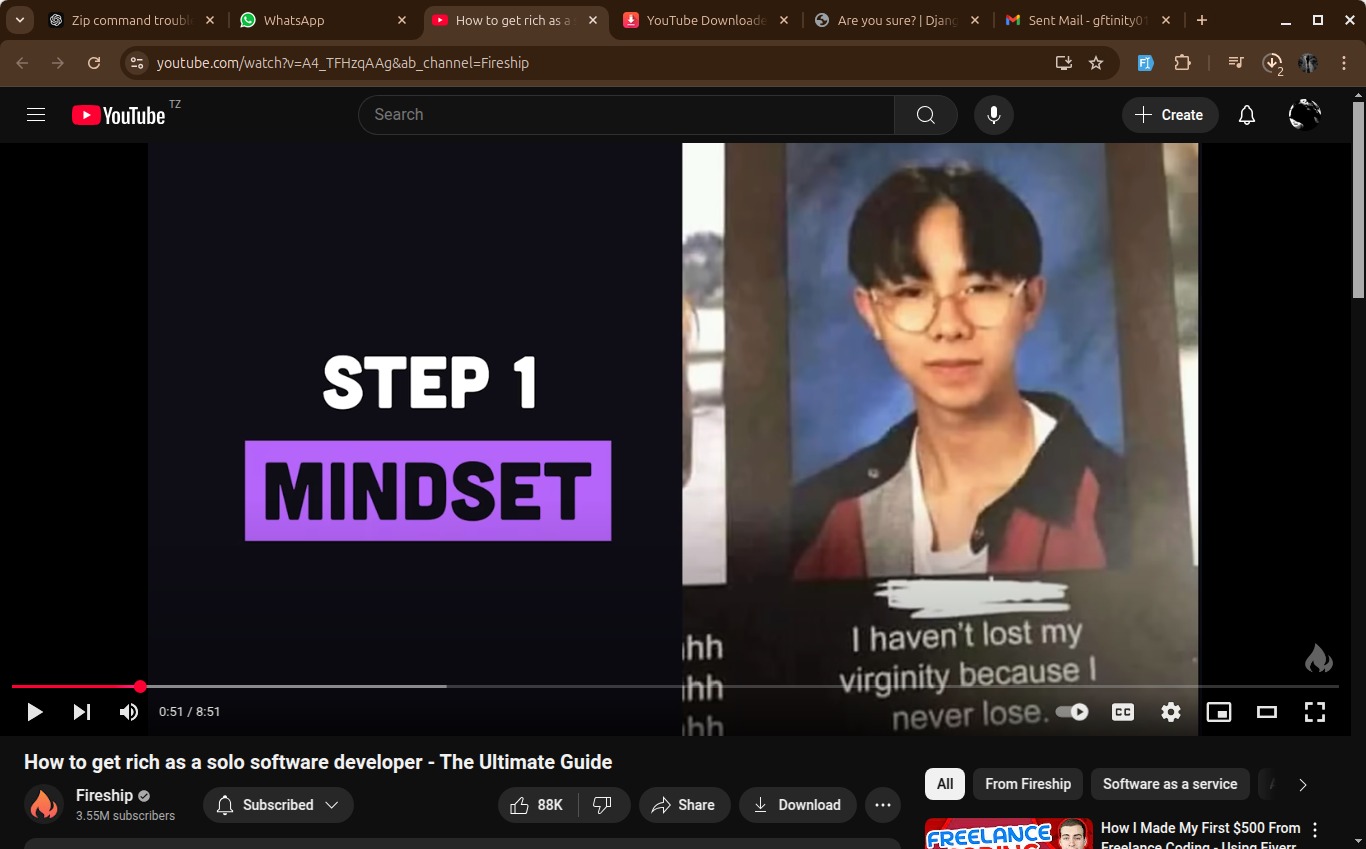 Zip command troubl
WhatsApp
How to get rich as a
YouTube Downloade
Are you sure? | Djang
Sent Mail - gftinity01
youtube.com/watch?v=A4_TFHzqAAg&ab_channel=Fireship
2
YouTube
TZ
Search
Create
STEP 1
MINDSET
hh
hh
hh
I haven't lost my
virginity because I
never lose.
0:51 / 8:51
CC
How to get rich as a solo software developer - The Ultimate Guide
Fireship
3.55M subscribers
Subscribed
88K
Share
Download
All
From Fireship
Software as a service
FREELANCE
How I Made My First $500 From
Freelance Coding - Using Fiverr